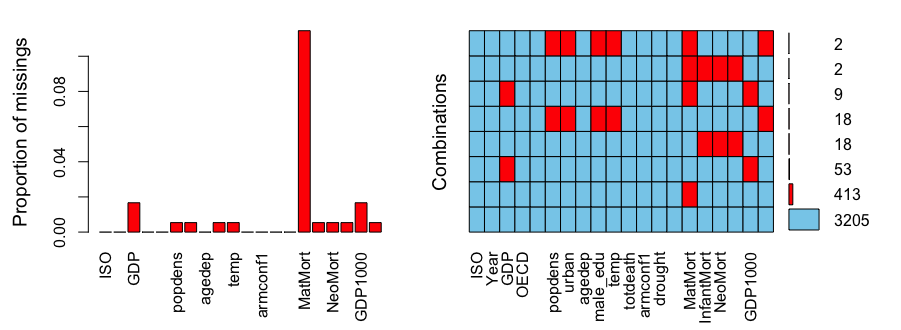 Proportion of missings
0.00
0.04
0.08
ISO
GDP
popdens
agedep
temp
armconf1
MatMort
NeoMort
GDP1000
Combinations
ISO
Year
GDP
OECD
popdens
urban
agedep
male_edu
temp
totdeath
armconf1
drought
MatMort
InfantMort
NeoMort
GDP1000
2
2
9
18
18
53
413
3205